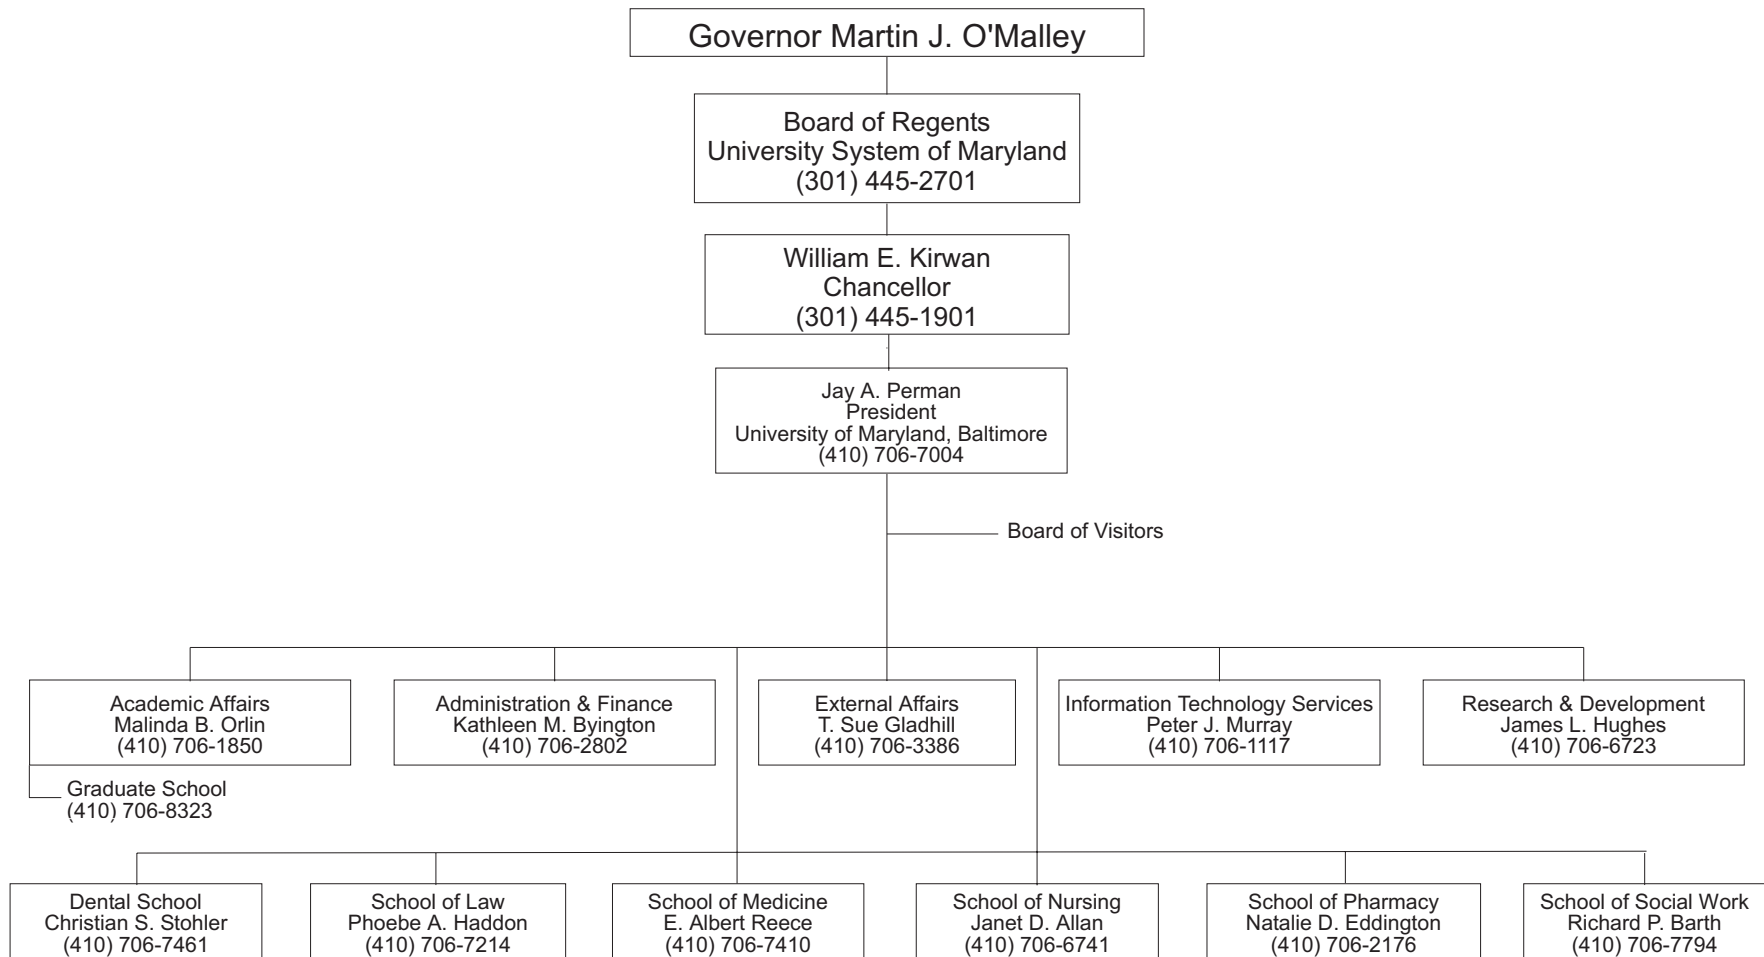 Governor Martin J. O'Malley
Board of Regents
University System of Maryland
(301) 445-2701
William E. Kirwan
Chancellor
(301) 445-1901
Jay A. Perman
President
University of Maryland, Baltimore
(410) 706-7004
Board of Visitors
Academic Affairs
Malinda B. Orlin
(410) 706-1850
Graduate School
(410) 706-8323
Administration & Finance
Kathleen M. Byington
(410) 706-2802
External Affairs
T. Sue Gladhill
(410) 706-3386
Information Technology Services
Peter J. Murray
(410) 706-1117
Research & Development
James L. Hughes
(410) 706-6723
Dental School
Christian S. Stohler
(410) 706-7461
School of Law
Phoebe A. Haddon
(410) 706-7214
School of Medicine
E. Albert Reece
(410) 706-7410
School of Nursing
Janet D. Allan
(410) 706-6741
School of Pharmacy
Natalie D. Eddington
(410) 706-2176
School of Social Work
Richard P. Barth
(410) 706-7794